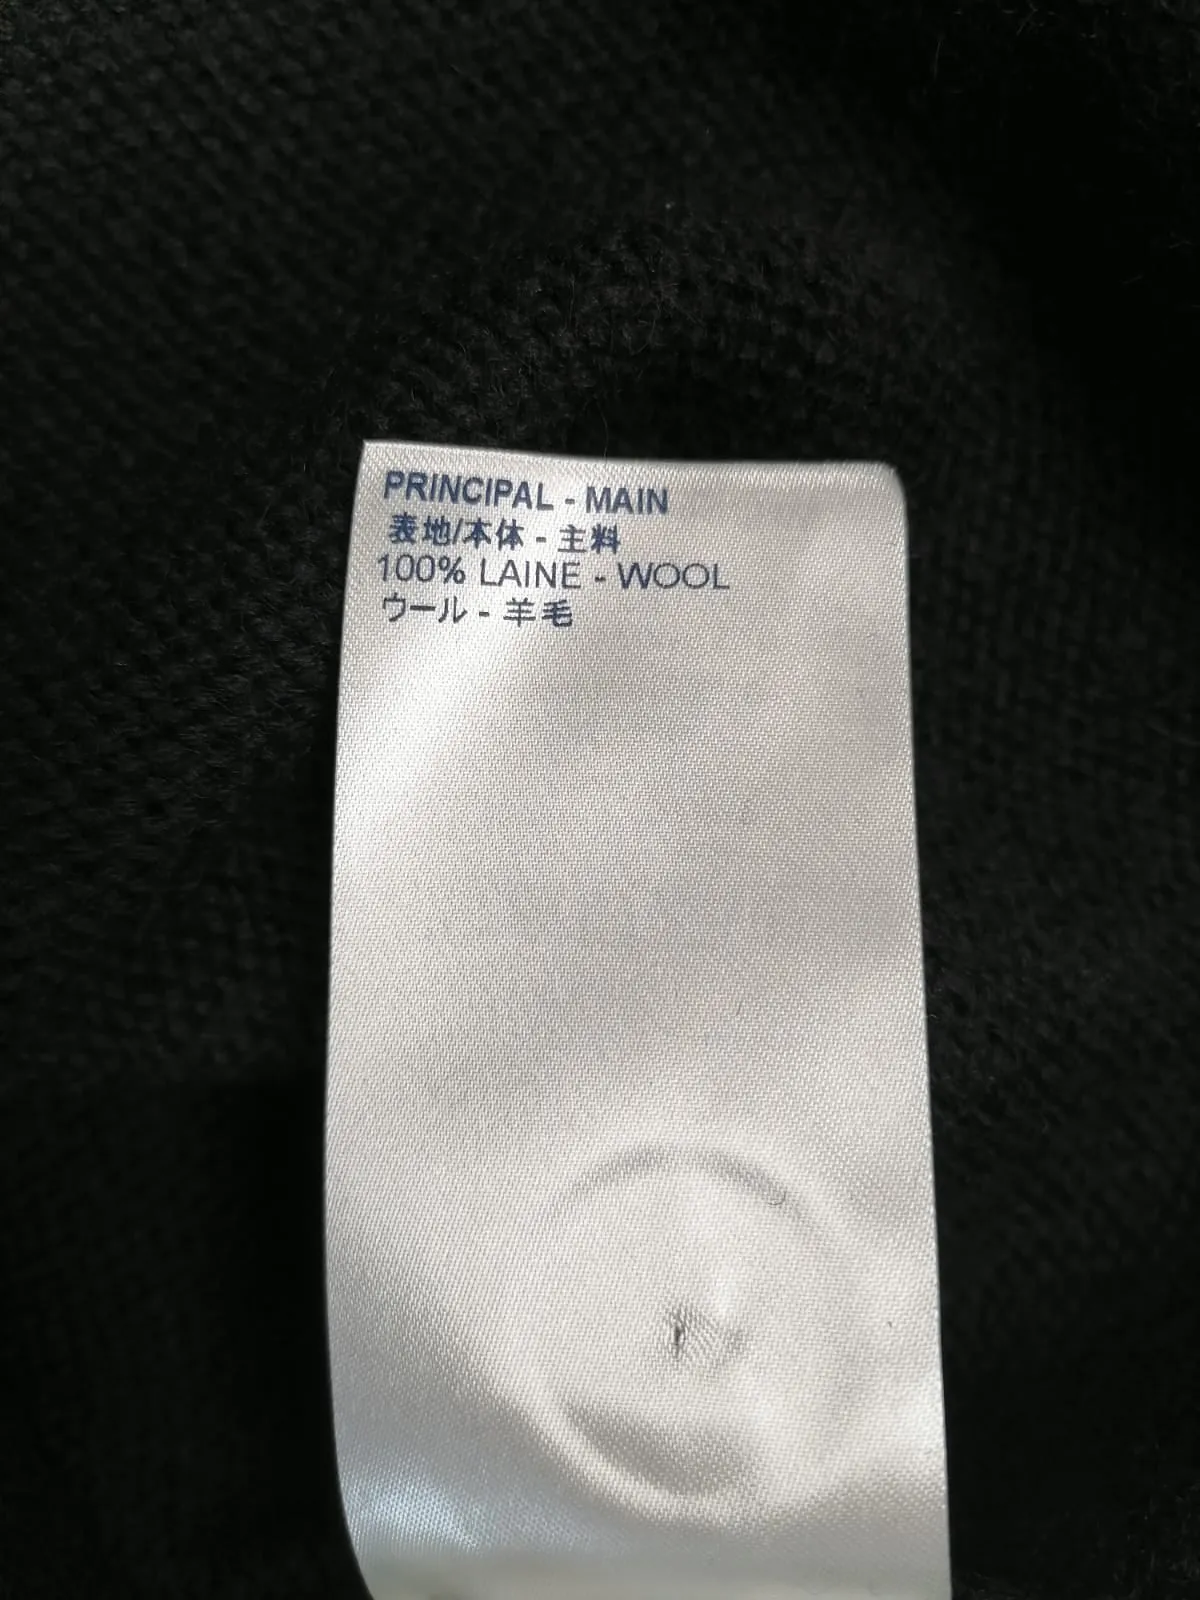 PRINCIPAL - MAIN
表地/本体 - 主料
100% LAINE - WOOL
ウール - 羊毛